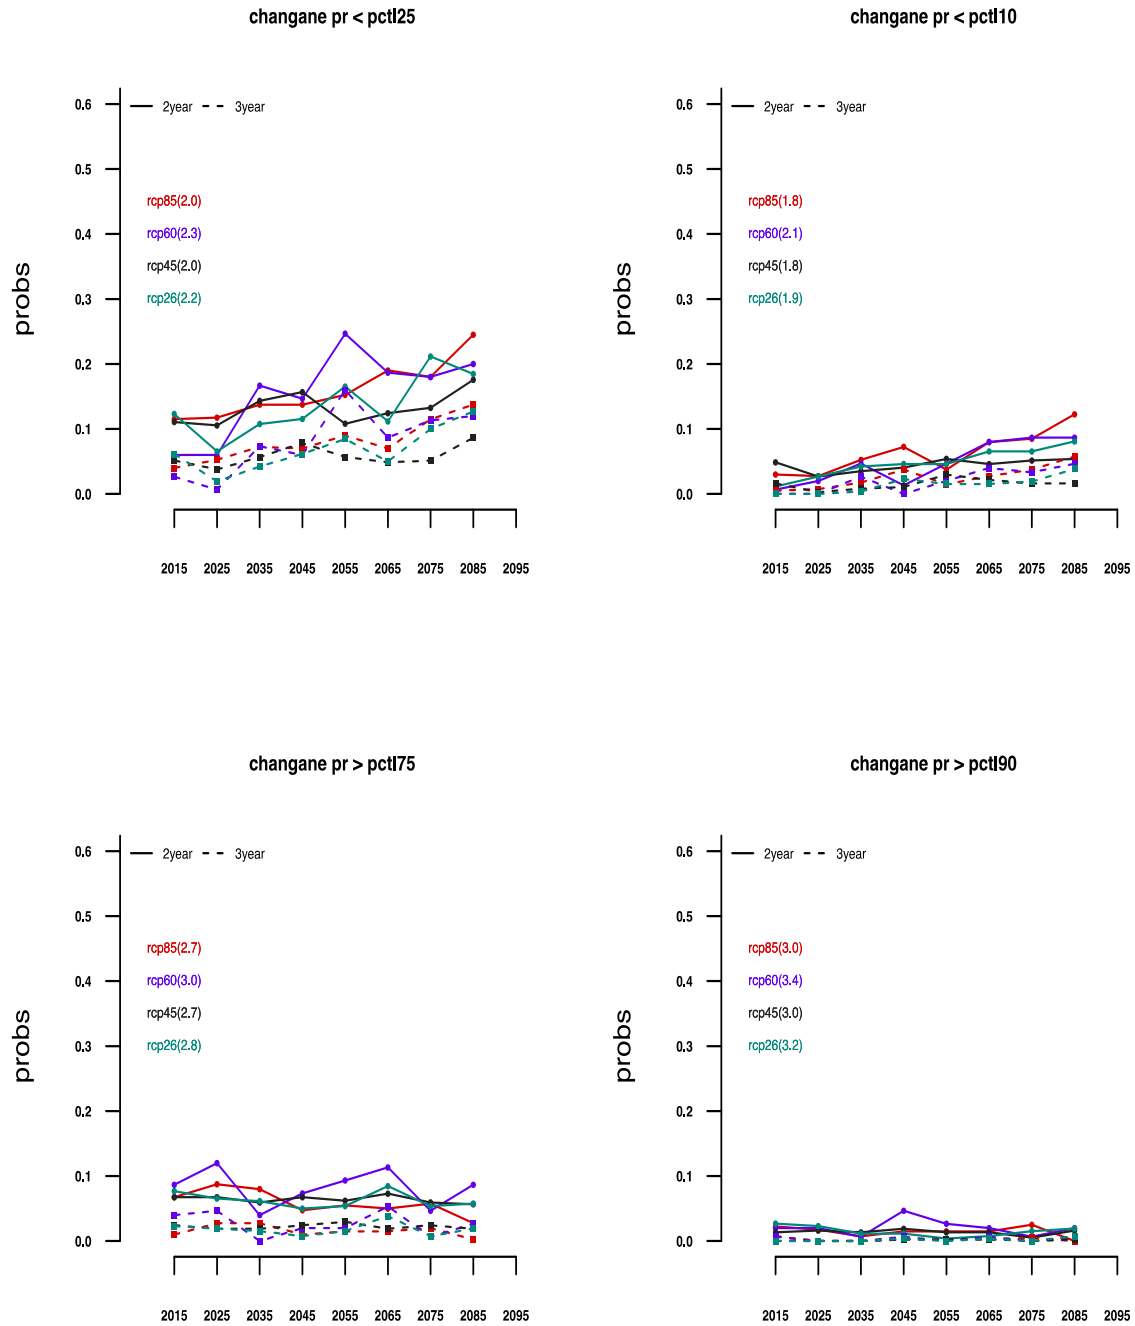 changane pr < pctl25
0.6
2year 3year
0.5
rcp85(2.0)
0.4
rcp60(2.3)
rcp45(2.0)
0.3
rcp26(2.2)
probs
0.2
0.1
0.0
2015 2025 2035 2045 2055 2065 2075 2085 2095
changane pr < pctl10
0.6
2year 3year
0.5
rcp85(1.8)
0.4
rcp60(2.1)
rcp45(1.8)
0.3
rcp26(1.9)
probs
0.2
0.1
0.0
2015 2025 2035 2045 2055 2065 2075 2085 2095
changane pr > pctl75
0.6
2year 3year
0.5
rcp85(2.7)
0.4
rcp60(3.0)
rcp45(2.7)
0.3
rcp26(2.8)
probs
0.2
0.1
0.0
2015 2025 2035 2045 2055 2065 2075 2085 2095
changane pr > pctl90
0.6
2year 3year
0.5
rcp85(3.0)
0.4
rcp60(3.4)
rcp45(3.0)
0.3
rcp26(3.2)
probs
0.2
0.1
0.0
2015 2025 2035 2045 2055 2065 2075 2085 2095